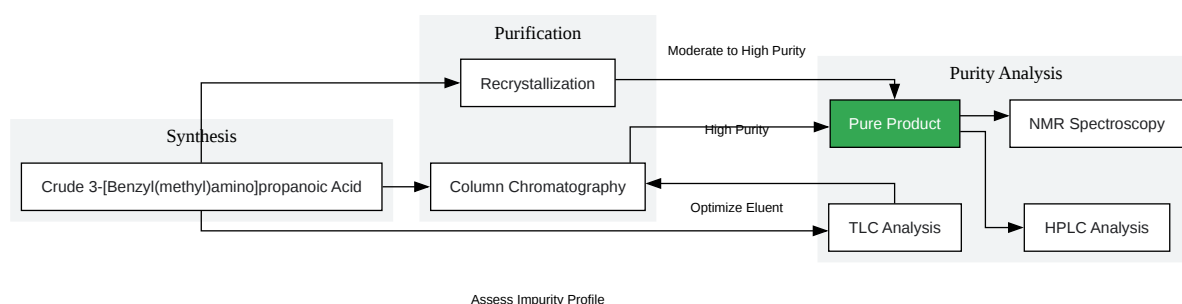 Purification
Moderate to High Purity
Recrystallization
Purity Analysis
Synthesis
High Purity
Pure Product
NMR Spectroscopy
Crude 3-[Benzyl(methyl)amino]propanoic Acid
Column Chromatography
Optimize Eluent
TLC Analysis
HPLC Analysis
Assess Impurity Profile